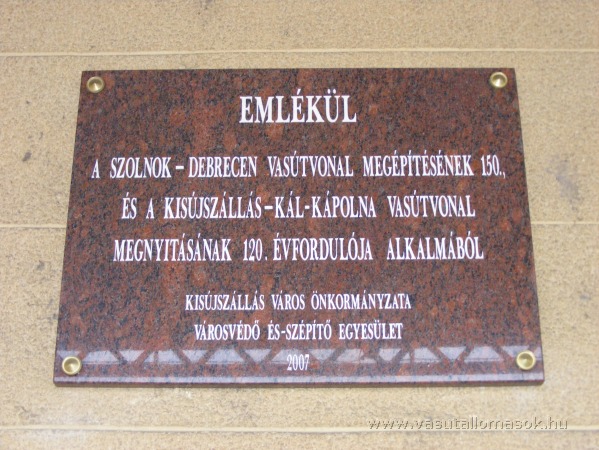 EMLÉKÜL
A SZOLNOK – DEBRECEN VASÚTVONAL MEGÉPÍTÉSÉNEK 150.,
ÉS A KISÚJSZÁLLÁS–KÁL-KÁPOLNA VASÚTVONAL
MEGNYITÁSÁNAK 120. ÉVFORDULÓJA ALKALMÁBÓL
KISÚJSZÁLLÁS VÁROS ÖNKORMÁNYZATA
VÁROSVÉDŐ ÉS-SZÉPÍTŐ EGYESÜLET
2007
www.vasutallomasok.hu